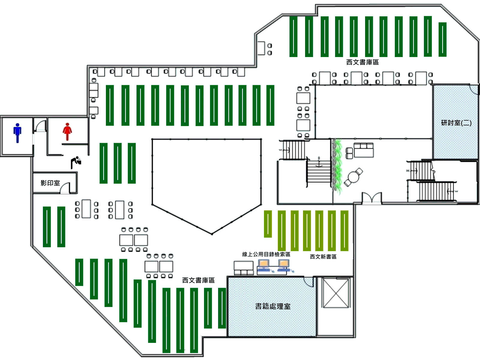 西文書庫區
研討室(二)
影印室
線上公用目錄檢索區
西文新書區
西文書庫區
書籍處理室